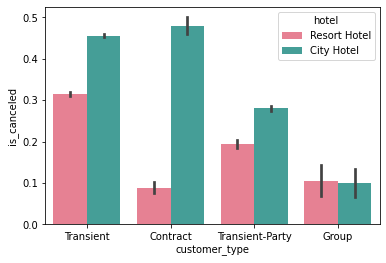 hotel
Resort Hotel
City Hotel
0.5
0.4
0.3
0.2
0.1
0.0
is_canceled
Transient Contract Transient-Party Group
customer_type